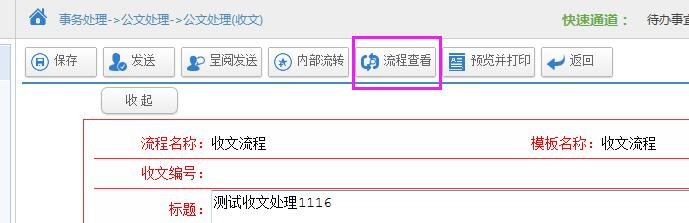 事务处理->公文处理->公文处理(收文) 快速通道： 待办事宜
保存 发送 呈阅发送 内部流转 流程查看 预览并打印 返回
收 起
流程名称： 收文流程 模板名称： 收文流程
收文编号：
标题： 测试收文处理1116